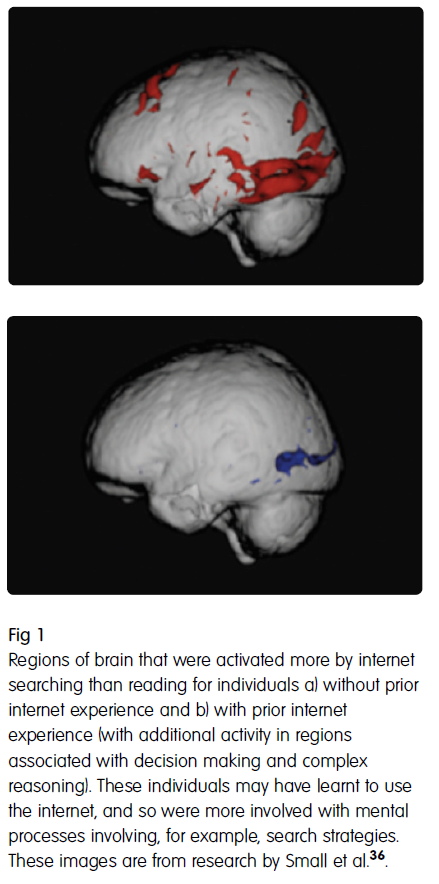 Fig 1
Regions of brain that were activated more by internet
searching than reading for individuals a) without prior
internet experience and b) with prior internet
experience (with additional activity in regions
associated with decision making and complex
reasoning). These individuals may have learnt to use
the internet, and so were more involved with mental
processes involving, for example, search strategies.
These images are from research by Small et al.36.